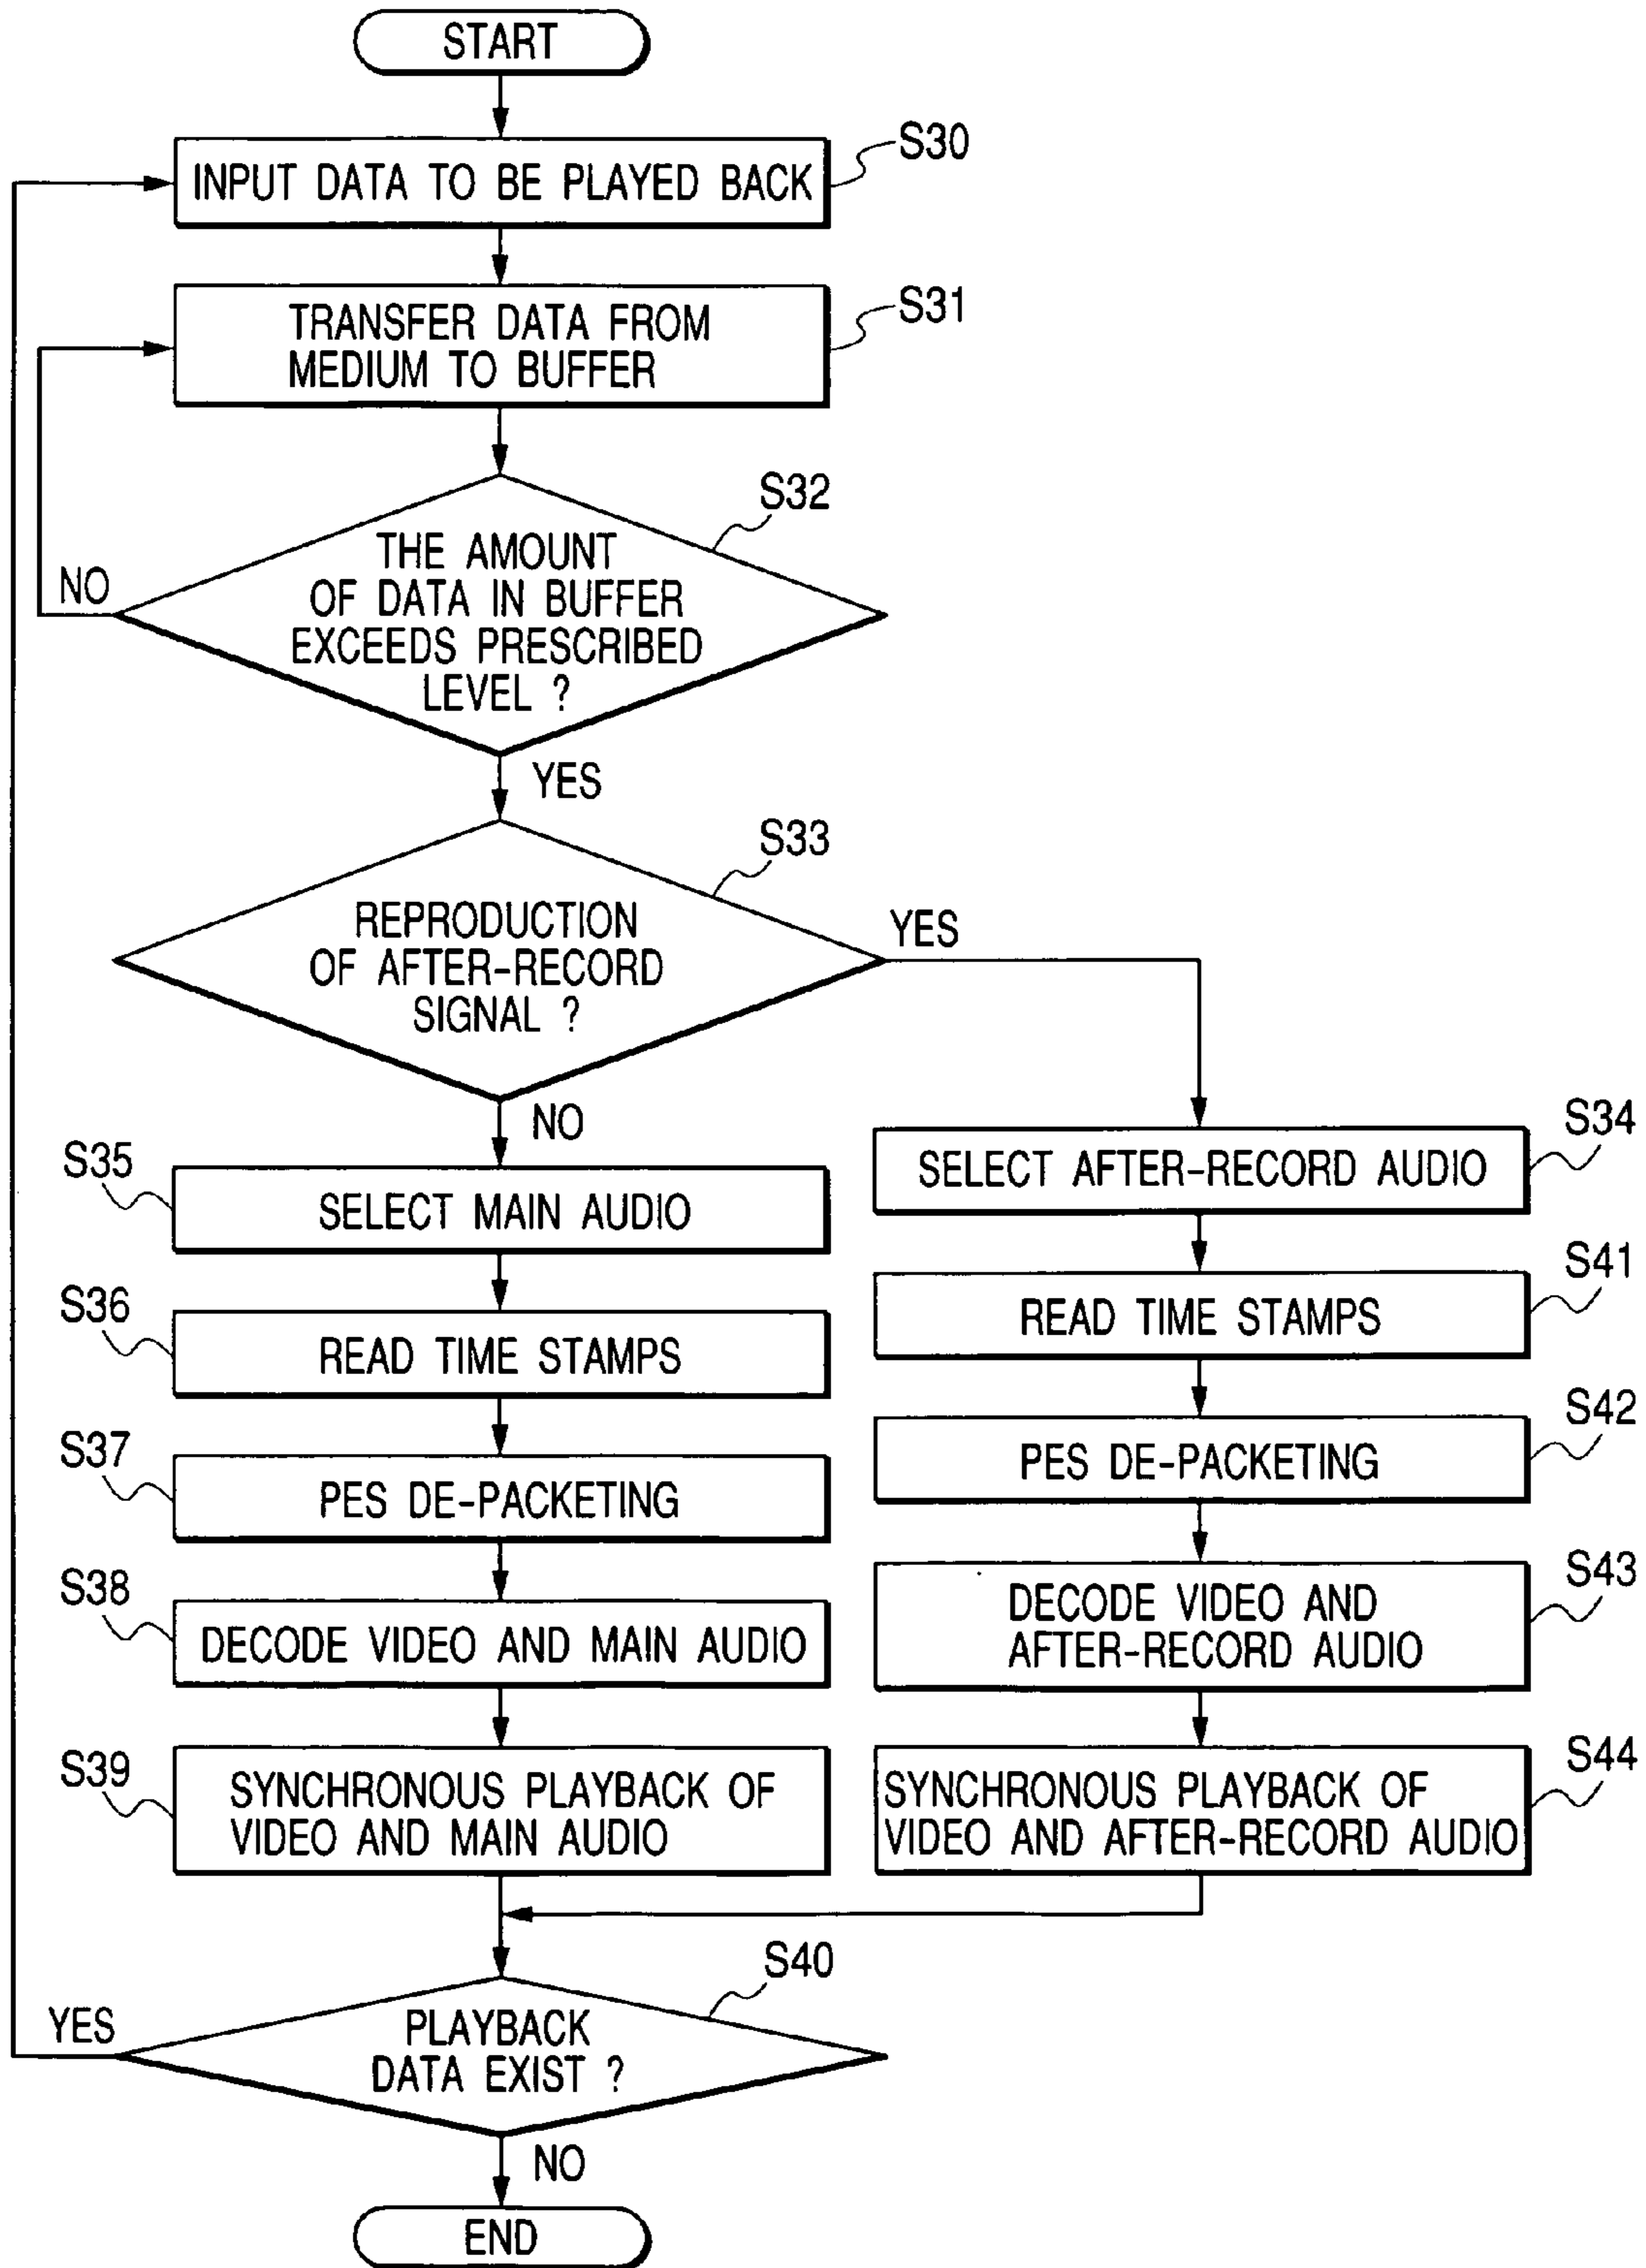 START
INPUT DATA TO BE PLAYED BACK
S30
TRANSFER DATA FROM
MEDIUM TO BUFFER
S31
S32
THE AMOUNT
OF DATA IN BUFFER
EXCEEDS PRESCRIBED
LEVEL ?
NO
YES
S33
REPRODUCTION
OF AFTER-RECORD
SIGNAL ?
YES
NO
S35
SELECT MAIN AUDIO
S36
READ TIME STAMPS
S37
PES DE-PACKETING
S38
DECODE VIDEO AND MAIN AUDIO
S39
SYNCHRONOUS PLAYBACK OF
VIDEO AND MAIN AUDIO
S34
SELECT AFTER-RECORD AUDIO
S41
READ TIME STAMPS
S42
PES DE-PACKETING
S43
DECODE VIDEO AND
AFTER-RECORD AUDIO
S44
SYNCHRONOUS PLAYBACK OF
VIDEO AND AFTER-RECORD AUDIO
S40
PLAYBACK
DATA EXIST ?
YES
NO
END